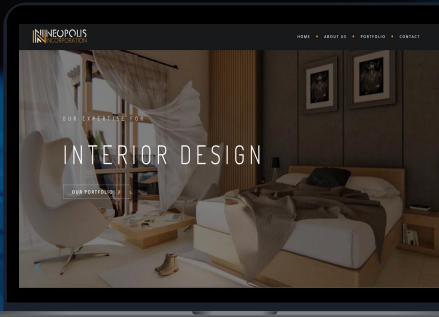 NEOPOLIS
INCORPORATION
HOME ABOUT US PORTFOLIO CONTACT
OUR EXPERTISE FOR
INTERIOR DESIGN
OUR PORTFOLIO